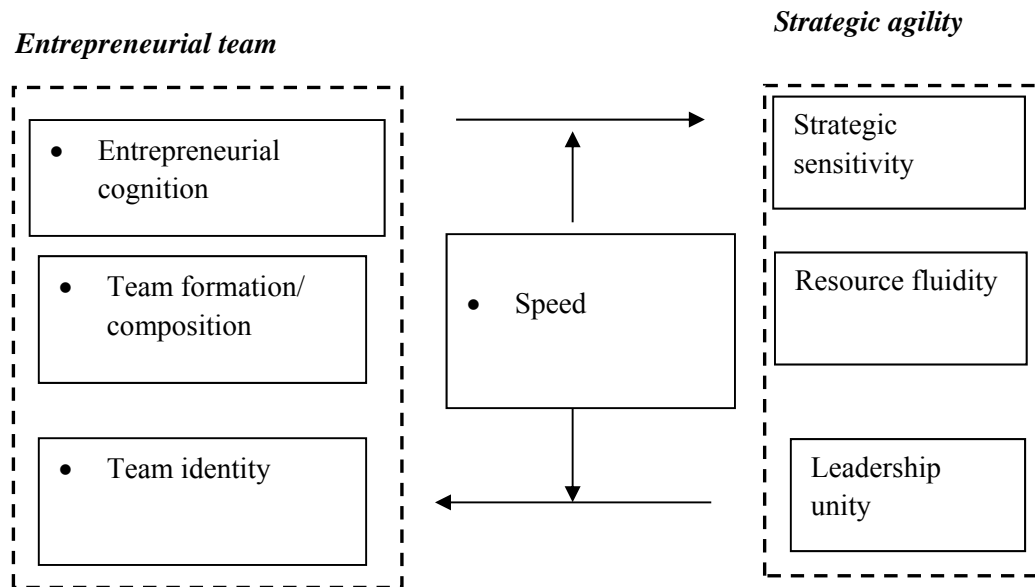 Strategic agility
Entrepreneurial team
• Entrepreneurial
cognition
• Team formation/
composition
• Team identity
• Speed
Strategic
sensitivity
Resource fluidity
Leadership
unity